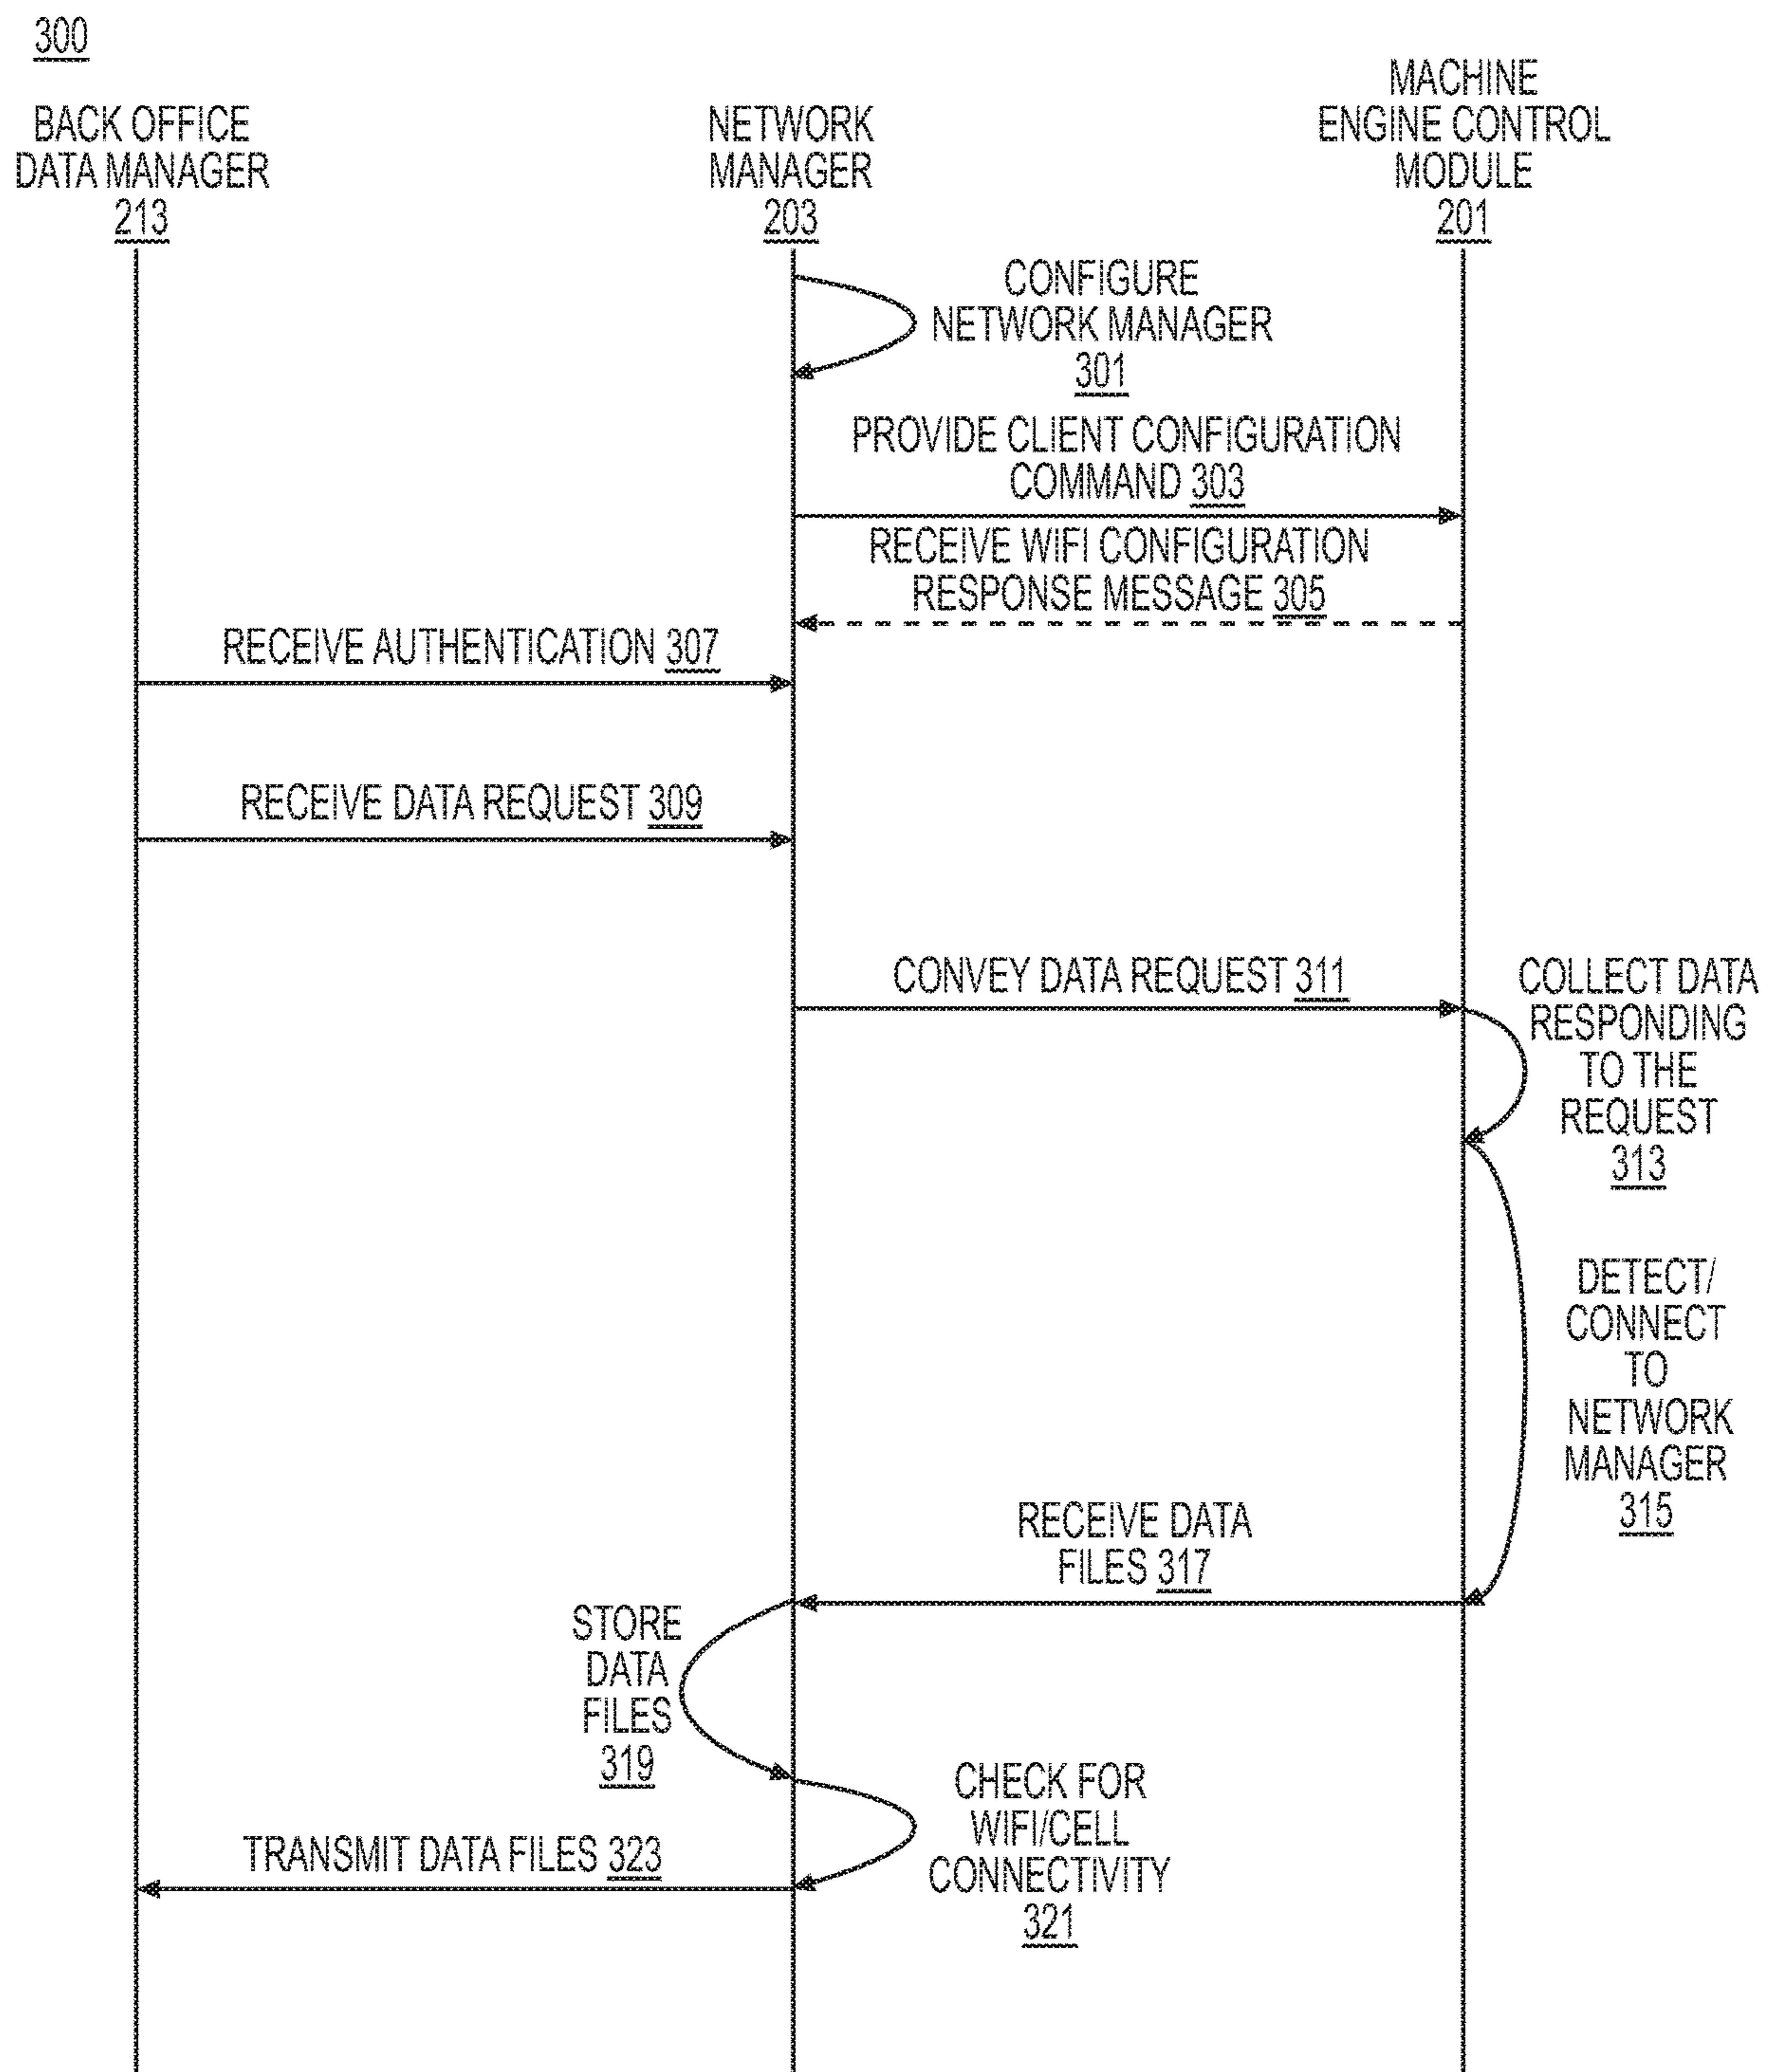 300
BACK OFFICE
DATA MANAGER
213
NETWORK
MANAGER
203
MACHINE
ENGINE CONTROL
MODULE
201
CONFIGURE
NETWORK MANAGER
301
PROVIDE CLIENT CONFIGURATION
COMMAND 303
RECEIVE WIFI CONFIGURATION
RESPONSE MESSAGE 305
RECEIVE AUTHENTICATION 307
RECEIVE DATA REQUEST 309
CONVEY DATA REQUEST 311
COLLECT DATA
RESPONDING
TO THE
REQUEST
313
DETECT/
CONNECT
TO
NETWORK
MANAGER
315
RECEIVE DATA
FILES 317
STORE
DATA
FILES
319
CHECK FOR
WIFI/CELL
CONNECTIVITY
321
TRANSMIT DATA FILES 323